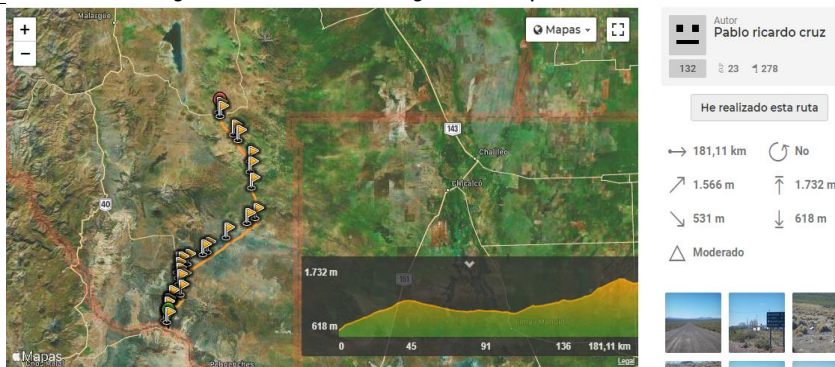 Malargüe
+
−
Mapas
143
Chalileo
Chicalco
40
151
1.732 m
618 m
0 45 91 136 181,11 km
Mapas
Legal
Autor
Pablo ricardo cruz
132 23 278
He realizado esta ruta
181,11 km No
1.566 m 1.732 m
531 m 618 m
Moderado